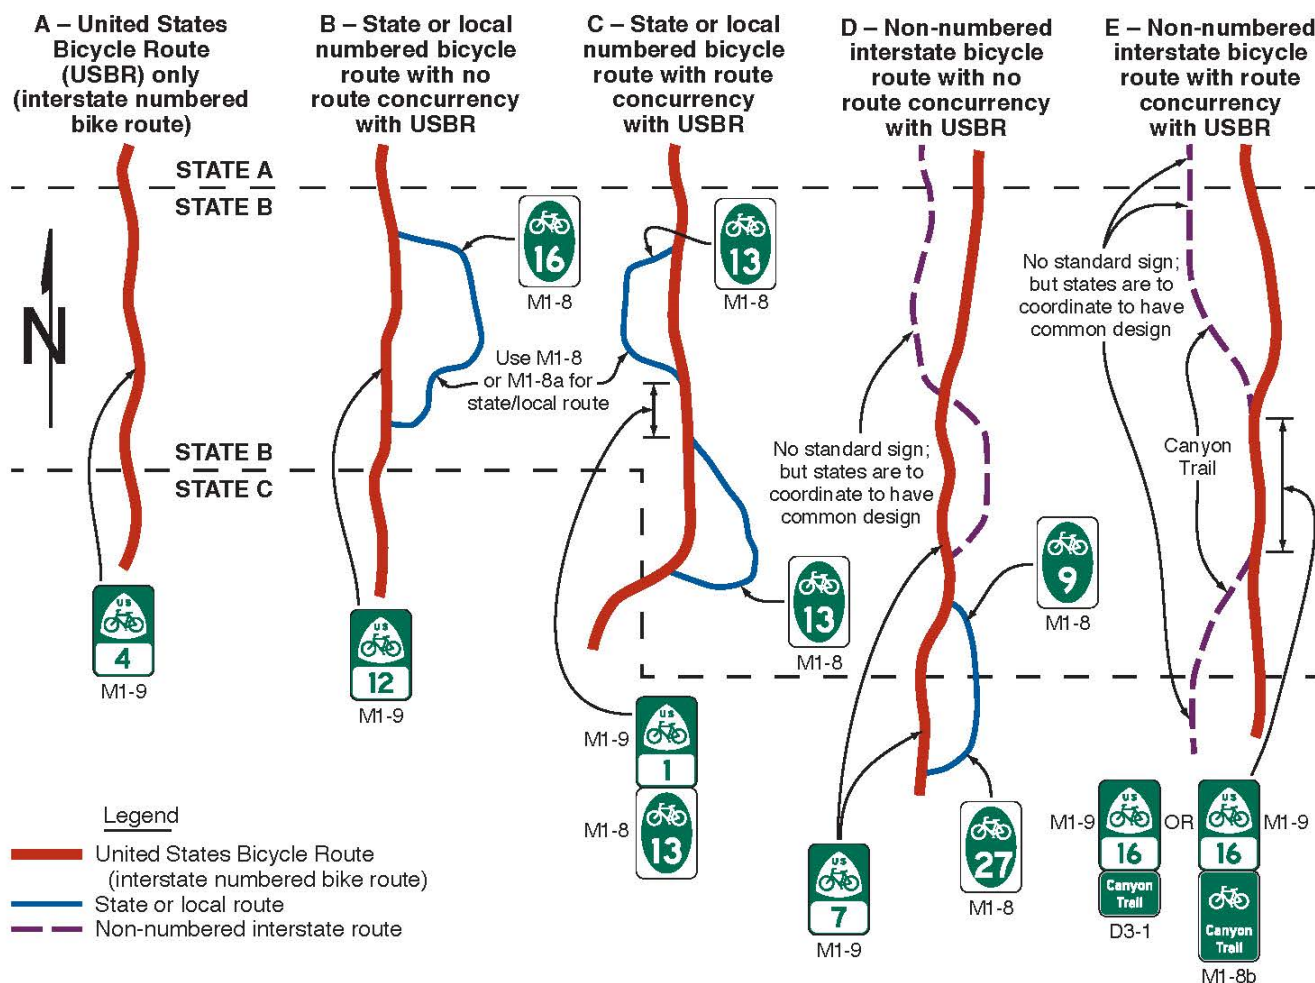 A – United States
Bicycle Route
(USBR) only
(interstate numbered
bike route)
B – State or local
numbered bicycle
route with no
route concurrency
with USBR
C – State or local
numbered bicycle
route with route
concurrency
with USBR
D – Non-numbered
interstate bicycle
route with no
route concurrency
with USBR
E – Non-numbered
interstate bicycle
route with route
concurrency
with USBR
STATE A
STATE B
N
STATE B
STATE C
US
4
M1-9
16
M1-8
Use M1-8
or M1-8a for
state/local route
US
12
M1-9
13
M1-8
13
M1-8
M1-9
US
1
M1-8
13
No standard sign;
but states are to
coordinate to have
common design
9
M1-8
27
M1-8
US
7
M1-9
No standard sign;
but states are to
coordinate to have
common design
Canyon
Trail
M1-9
US
16
Canyon
Trail
D3-1
OR
US
16
M1-9
Canyon
Trail
M1-8b
Legend
United States Bicycle Route
(interstate numbered bike route)
State or local route
Non-numbered interstate route